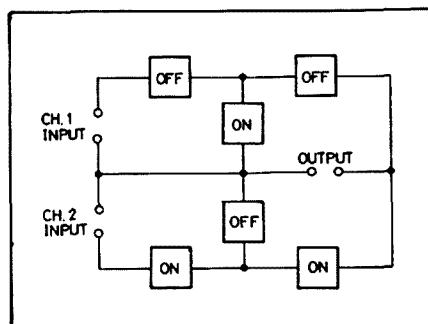 OFF
OFF
ON
CH. 1
INPUT
OUTPUT
CH. 2
INPUT
OFF
ON
ON